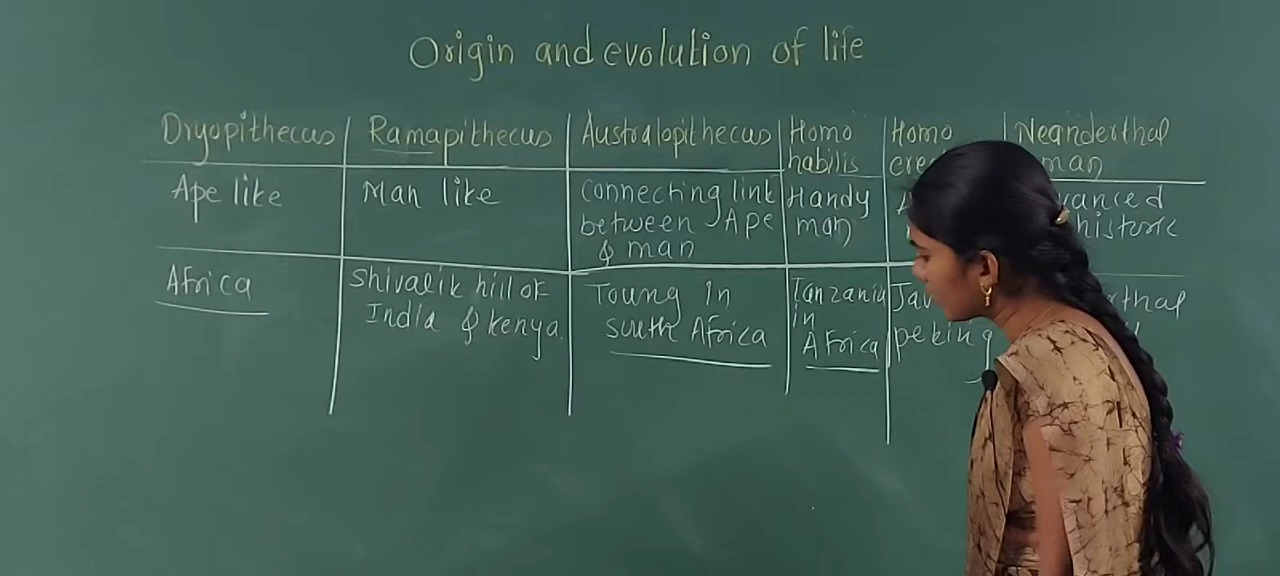 Origin and evolution of life
Dryopithecus
Ramapithecus
Australopithecus
Homo
habilis
Homo
Neanderthal
man
Ape like
Man like
Connecting link
between Ape
& man
Handy
man
Africa
Shivalik hill of
India & Kenya.
Toung in
south Africa
Tanzania
in
Africa
peking